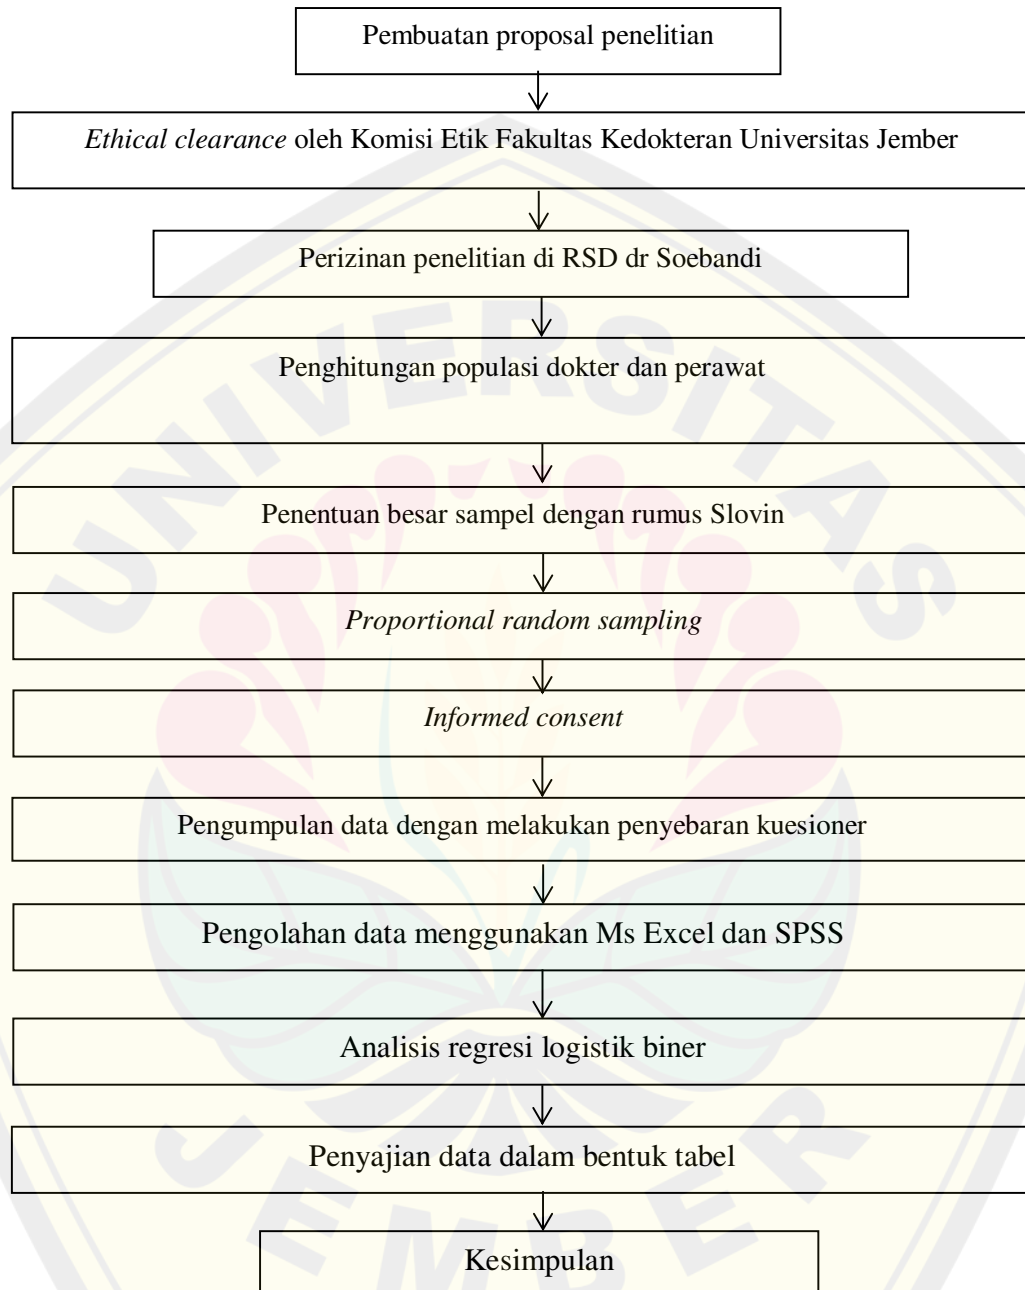 Pembuatan proposal penelitian
Ethical clearance oleh Komisi Etik Fakultas Kedokteran Universitas Jember
Perizinan penelitian di RSD dr Soebandi
Penghitungan populasi dokter dan perawat
Penentuan besar sampel dengan rumus Slovin
Proportional random sampling
Informed consent
Pengumpulan data dengan melakukan penyebaran kuesioner
Pengolahan data menggunakan Ms Excel dan SPSS
Analisis regresi logistik biner
Penyajian data dalam bentuk tabel
Kesimpulan
UNIVERSITAS
JEMBER